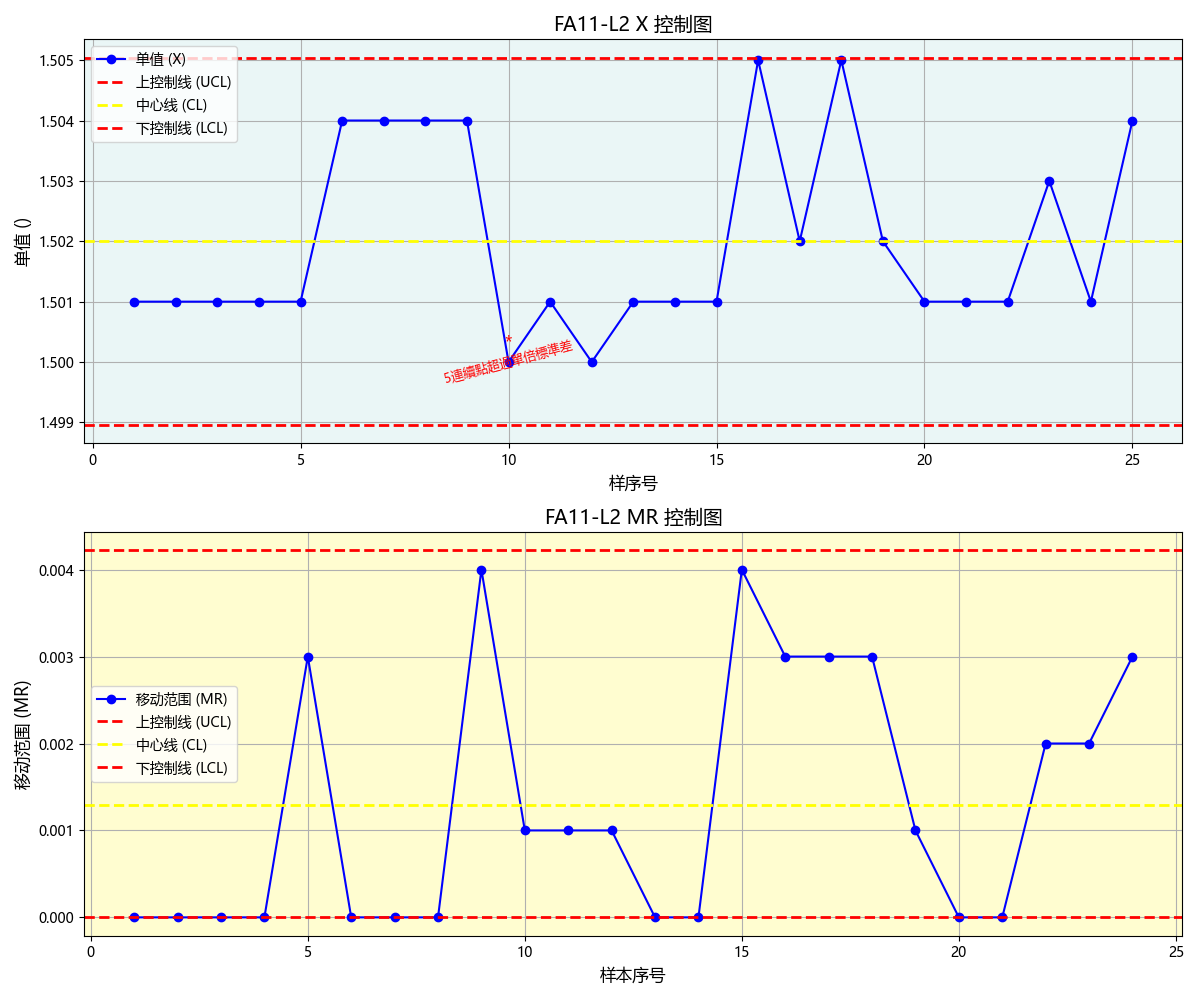 FA11-L2 X 控制图
单值 (X)
上控制线 (UCL)
中心线 (CL)
下控制线 (LCL)
单值 ()
1.505
1.504
1.503
1.502
1.501
1.500
1.499
*
5連續點超過單倍標準差
0 5 10 15 20 25
样序号
FA11-L2 MR 控制图
移动范围 (MR)
上控制线 (UCL)
中心线 (CL)
下控制线 (LCL)
移动范围 (MR)
0.004
0.003
0.002
0.001
0.000
0 5 10 15 20 25
样本序号